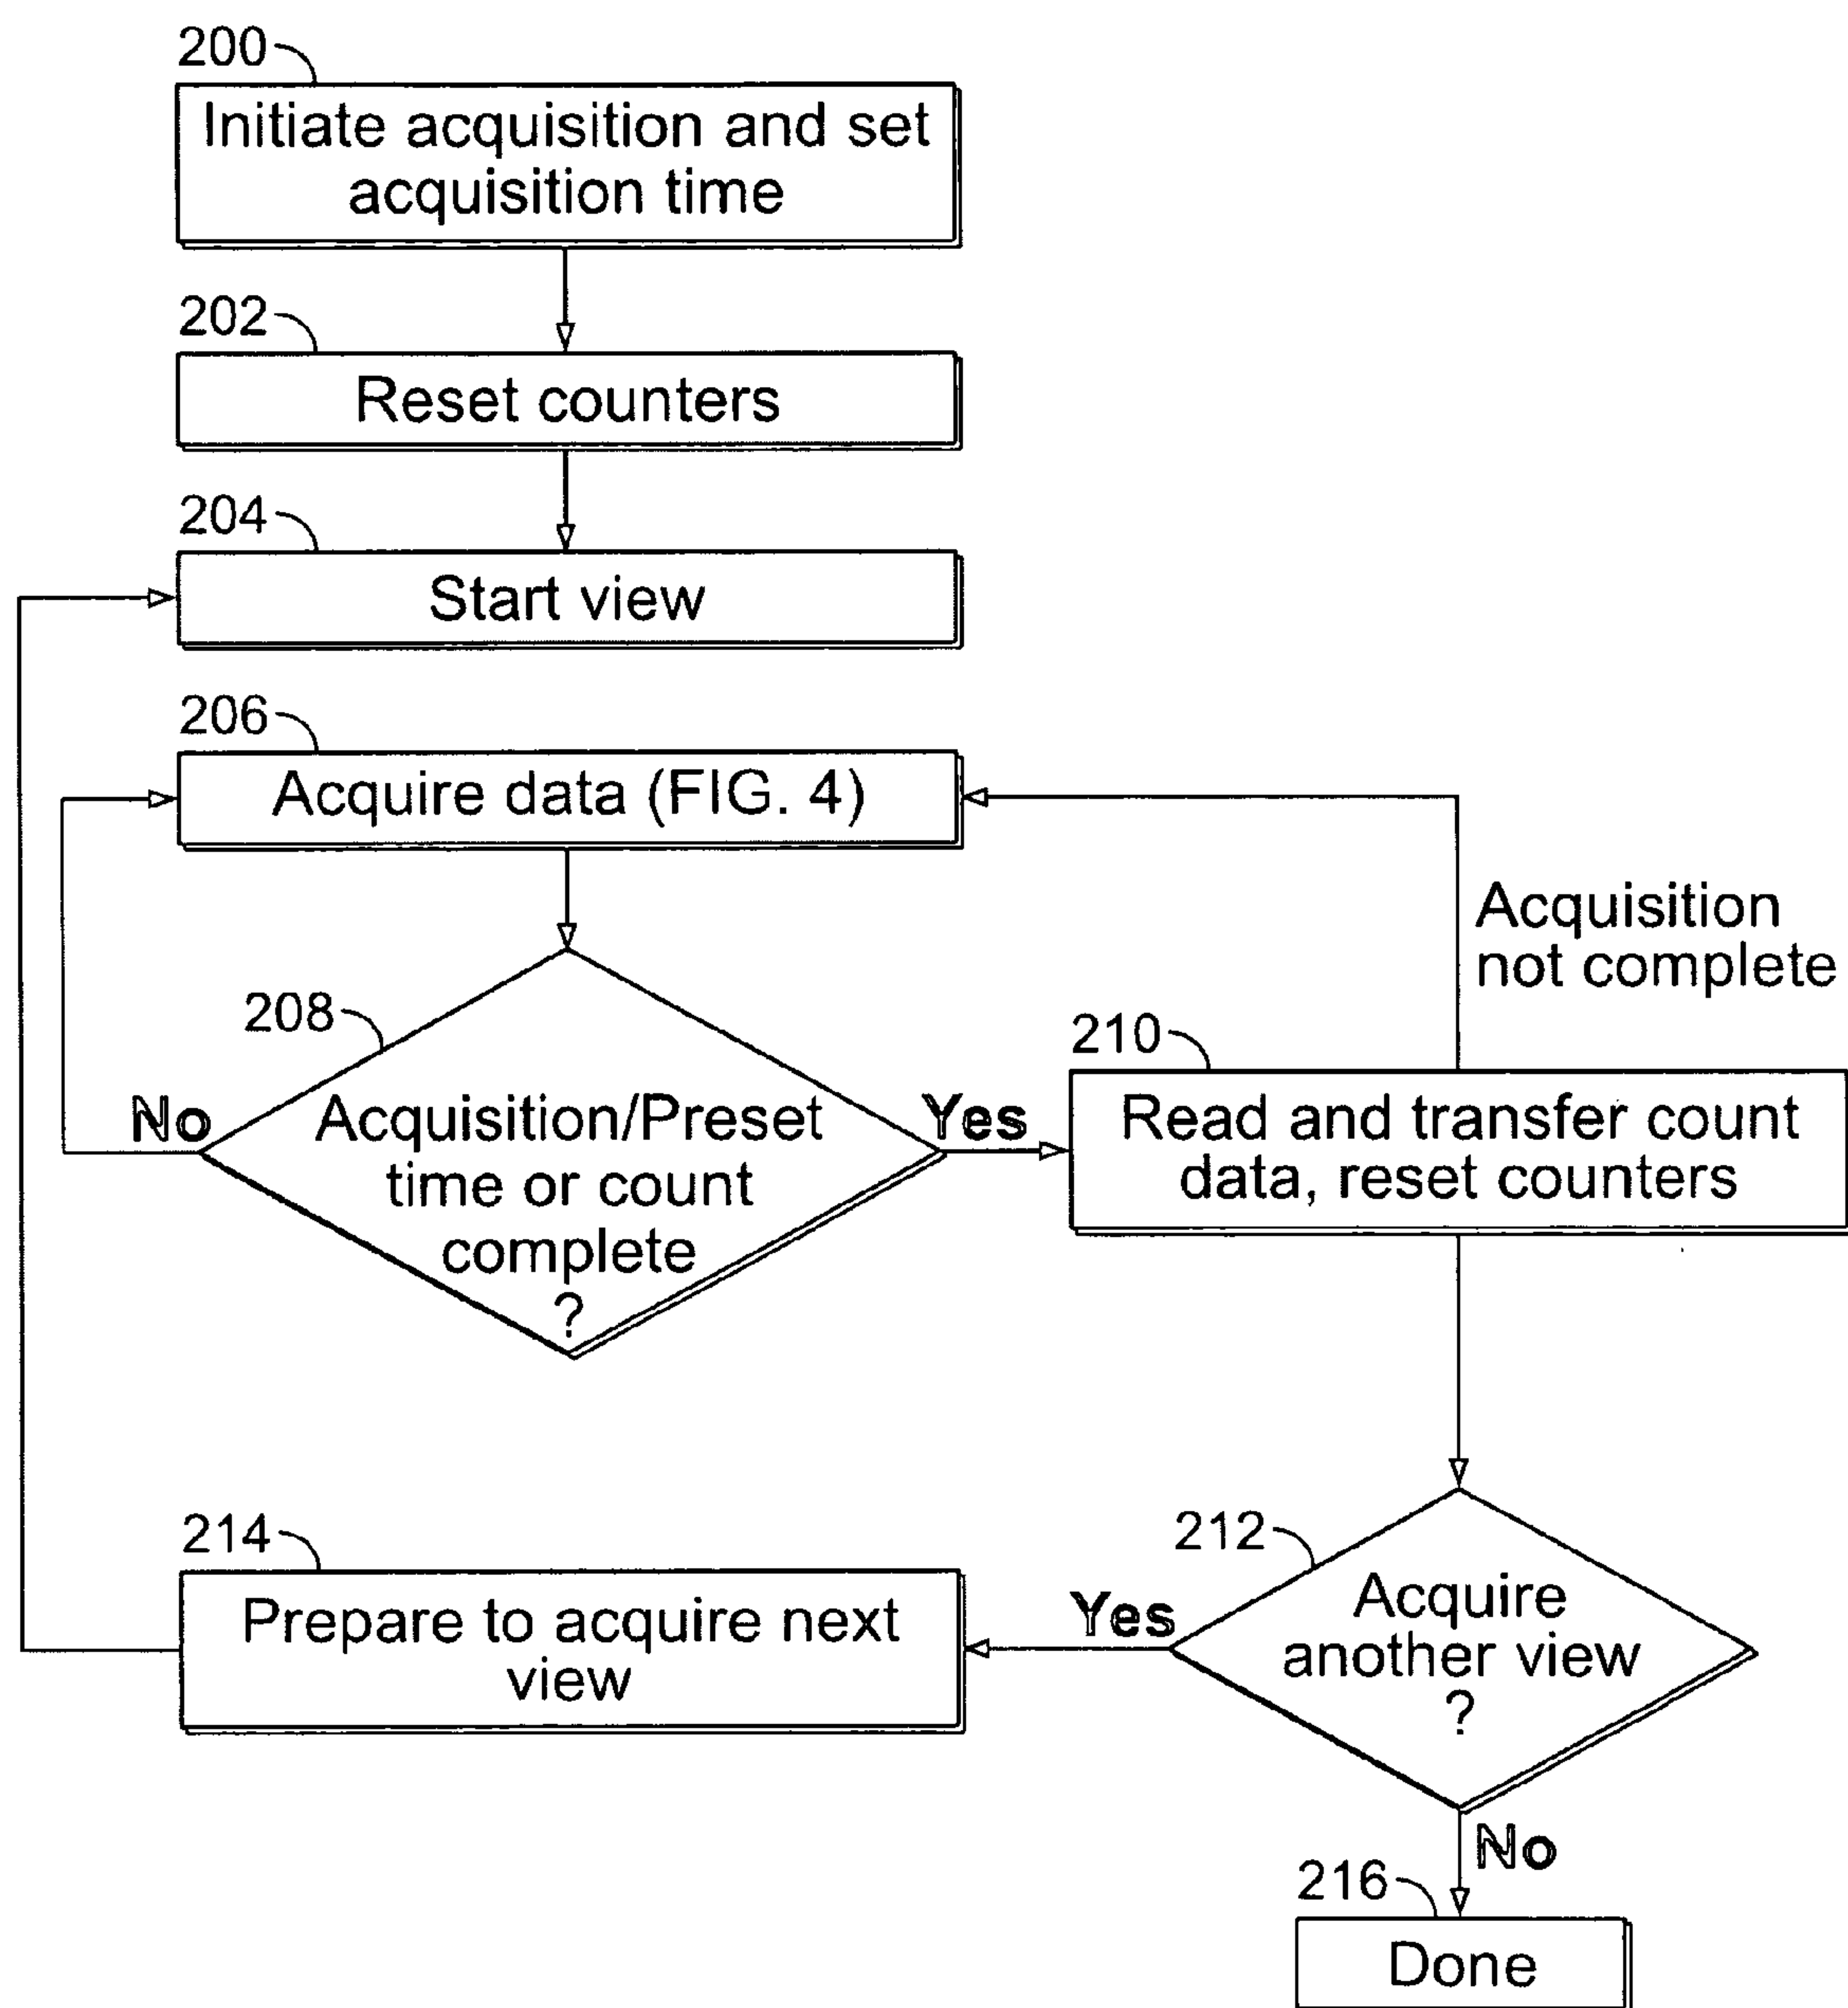 200
Initiate acquisition and set
acquisition time
202
Reset counters
204
Start view
206
Acquire data (FIG. 4)
Acquisition
not complete
208
No
Acquisition/Preset
time or count
complete
?
Yes
210
Read and transfer count
data, reset counters
212
Acquire
another view
?
Yes
214
Prepare to acquire next
view
No
216
Done